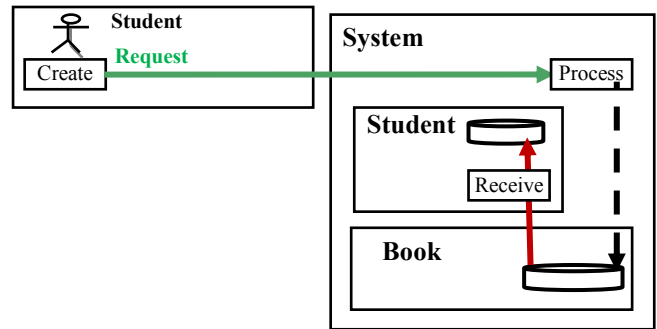 Student
Request
Create
System
Process
Student
Receive
Book